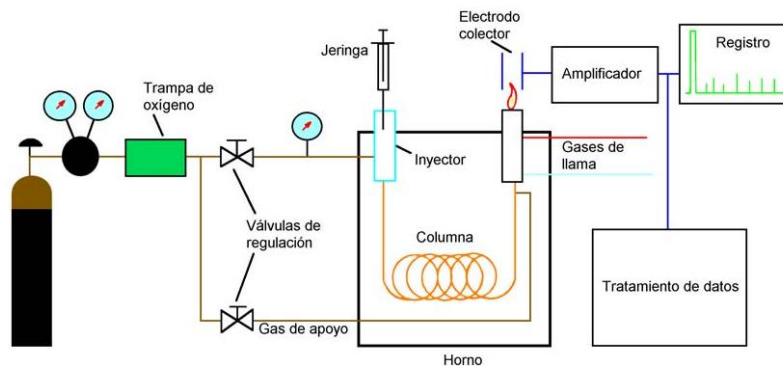 Electrodo
colector
Jeringa
Registro
Amplificador
Trampa de
oxígeno
Gases de
llama
Inyector
Válvulas de
regulación
Columna
Tratamiento de datos
Gas de apoyo
Horno